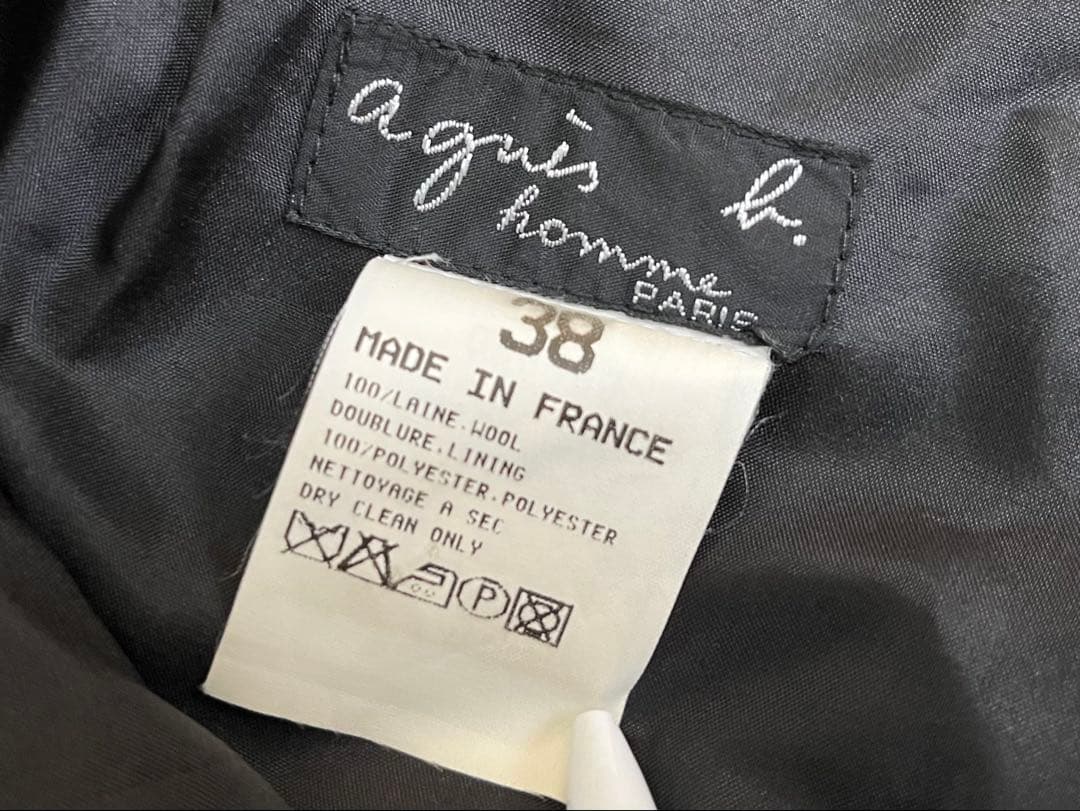 agnès b.
homme
PARIS
38
MADE IN FRANCE
100/LAINE.WOOL
DOUBLURE.LINING
100/POLYESTER.POLYESTER
NETTOYAGE A SEC
DRY CLEAN ONLY
P